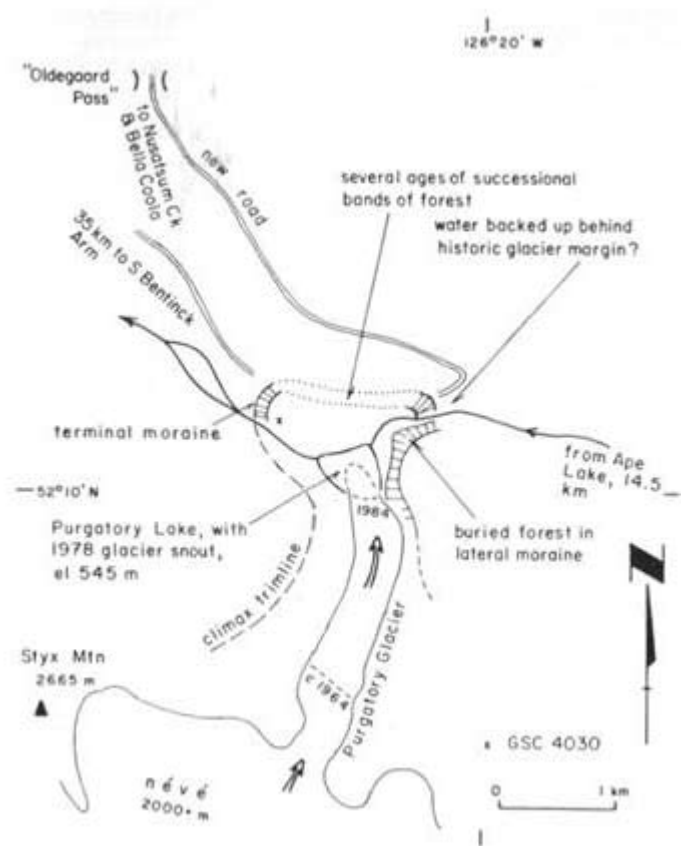 126° 20' W
"Oldegaard
Pass"
to Nusatsum Ck
& Bella Coola
new road
several ages of successional
bands of forest
water backed up behind
historic glacier margin?
35 km to S Bentinck
Arm
terminal moraine
from Ape
Lake, 14.5
km
52° 10' N
1984
Purgatory Lake, with
1978 glacier snout,
el 545 m
buried forest in
lateral moraine
climax trimline
Purgatory Glacier
Styx Mtn
2665 m
c 1964
x GSC 4030
névé
2000+ m
0 1 km